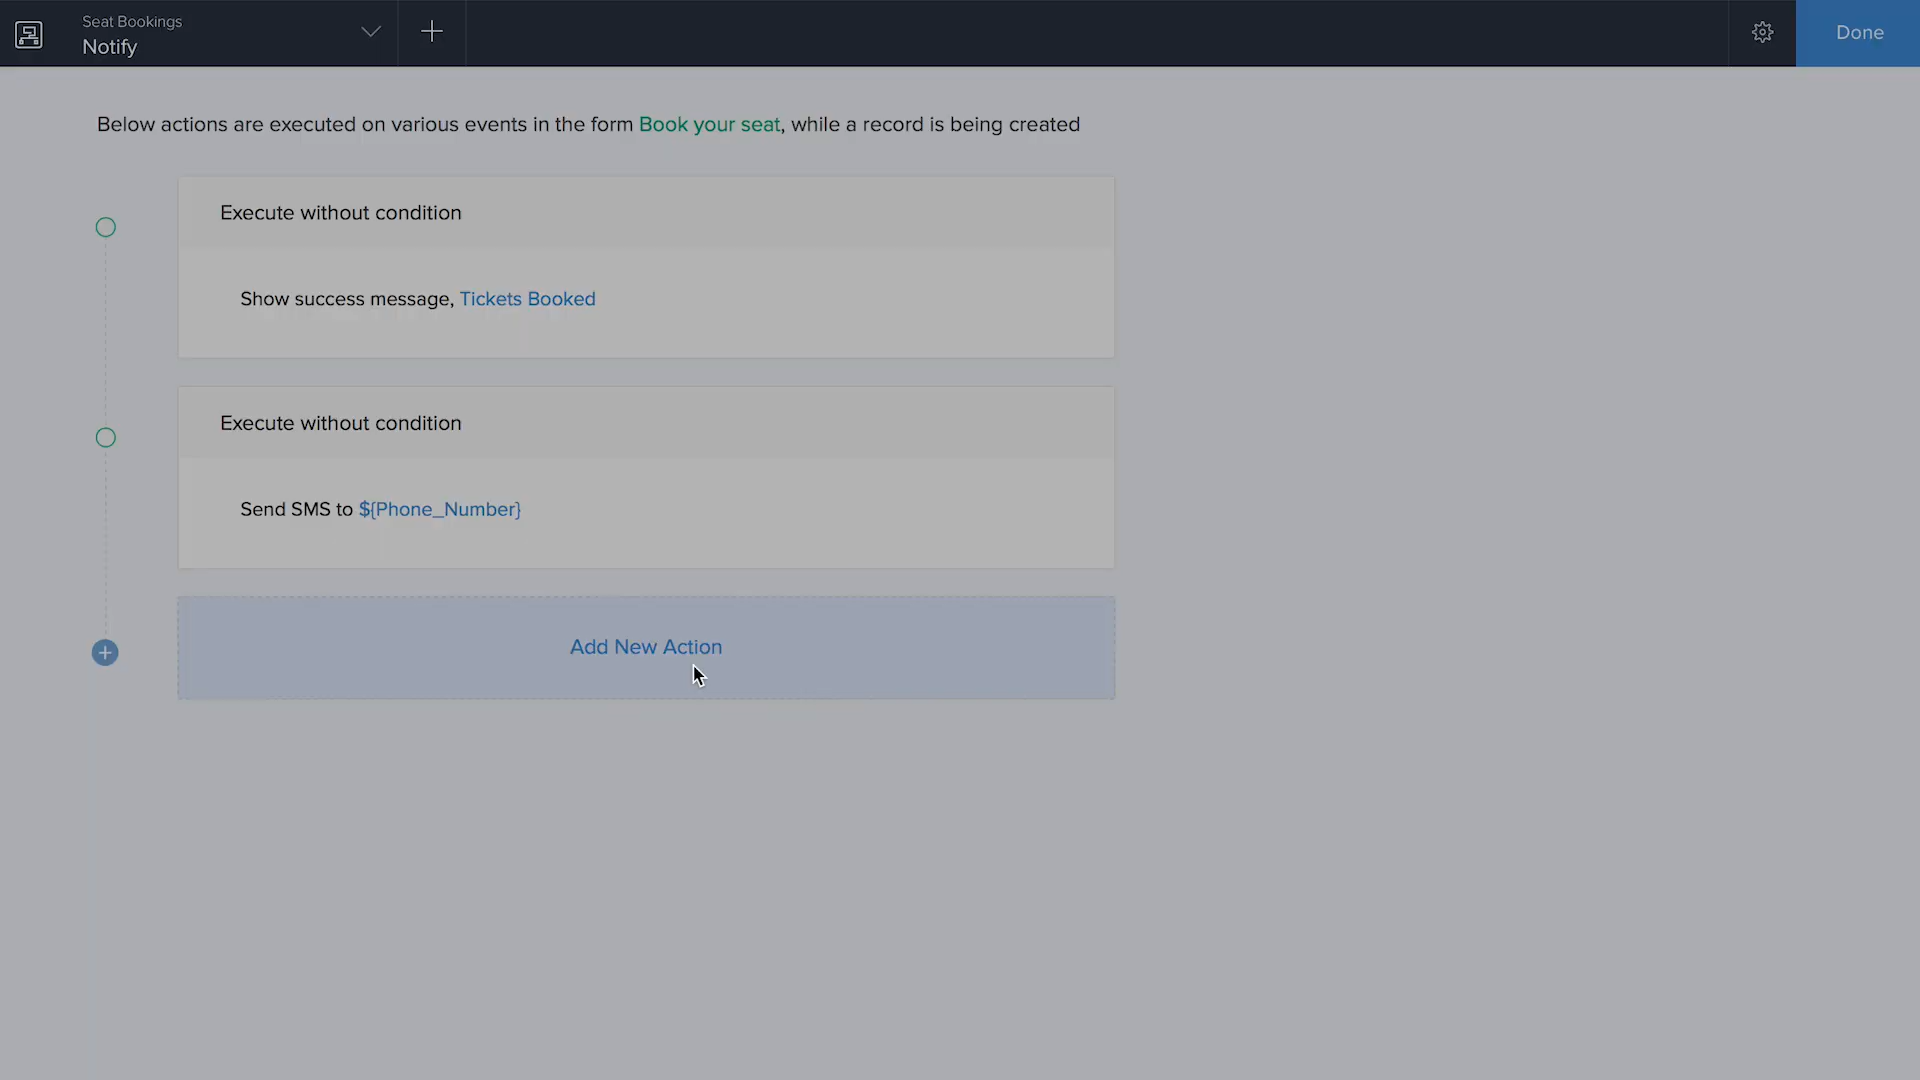 Seat Bookings
Notify
Done
Below actions are executed on various events in the form Book your seat, while a record is being created
Execute without condition
Show success message, Tickets Booked
Execute without condition
Send SMS to ${Phone_Number}
Add New Action